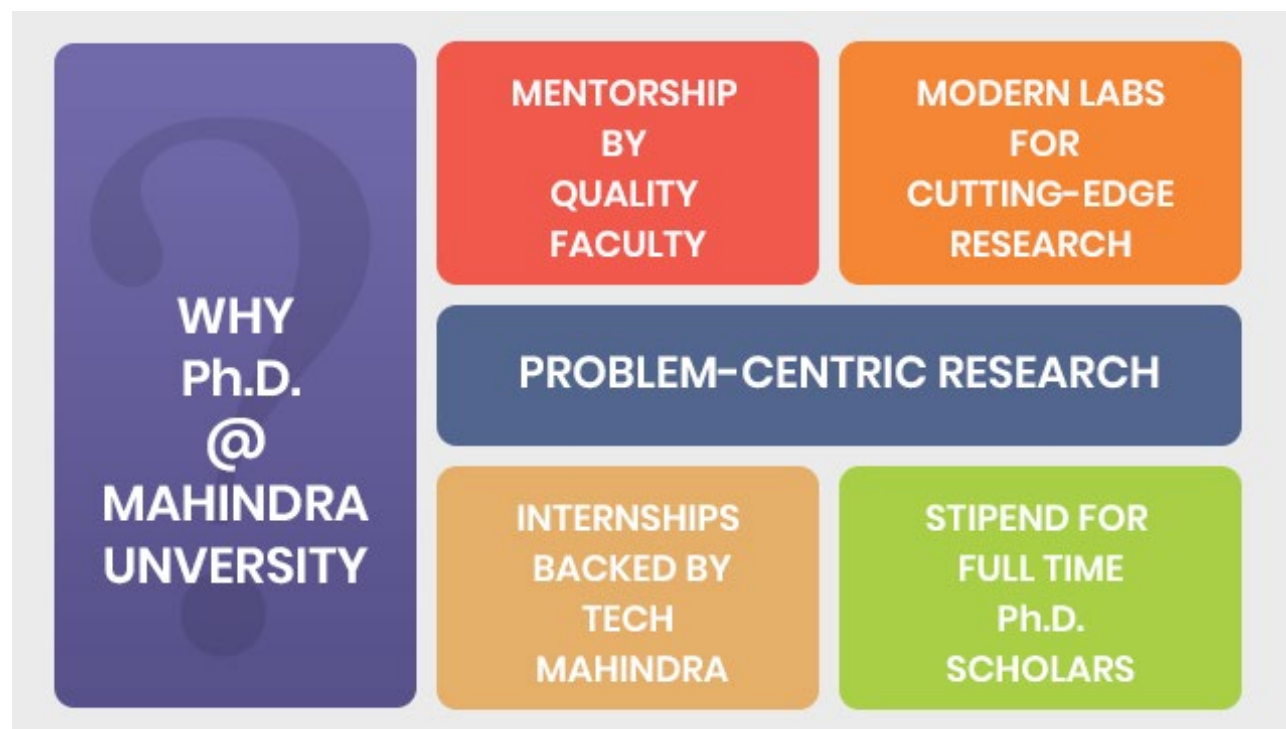 WHY
Ph.D.
@
MAHINDRA
UNVERSITY
MENTORSHIP
BY
QUALITY
FACULTY
MODERN LABS
FOR
CUTTING-EDGE
RESEARCH
PROBLEM-CENTRIC RESEARCH
INTERNSHIPS
BACKED BY
TECH
MAHINDRA
STIPEND FOR
FULL TIME
Ph.D.
SCHOLARS